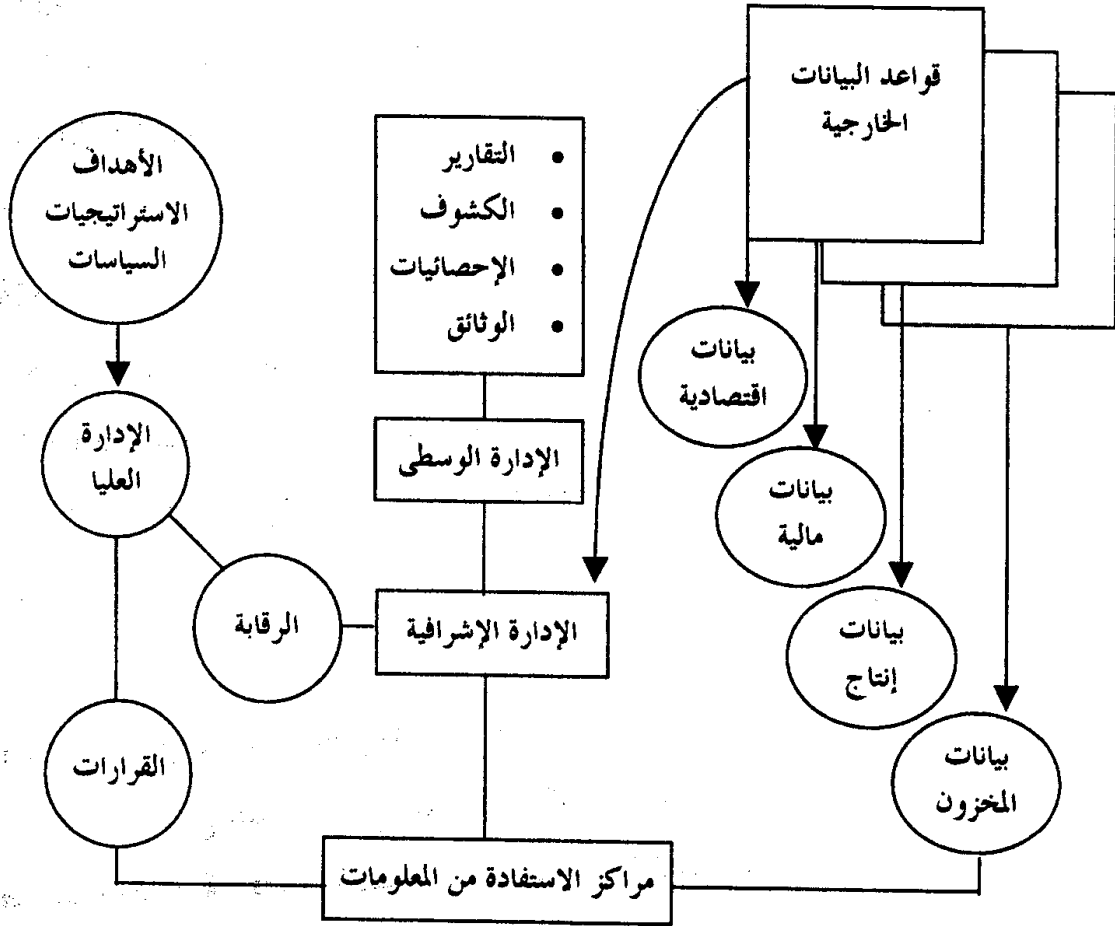 قواعد البيانات
الخارجية
• التقارير
• الكشوف
• الإحصائيات
• الوثائق
الأهداف
الاستراتيجيات
السياسات
بيانات
اقتصادية
الإدارة
العليا
الإدارة الوسطى
بيانات
مالية
الرقابة
الإدارة الإشرافية
بيانات
إنتاج
القرارات
بيانات
المخزون
مراكز الاستفادة من المعلومات